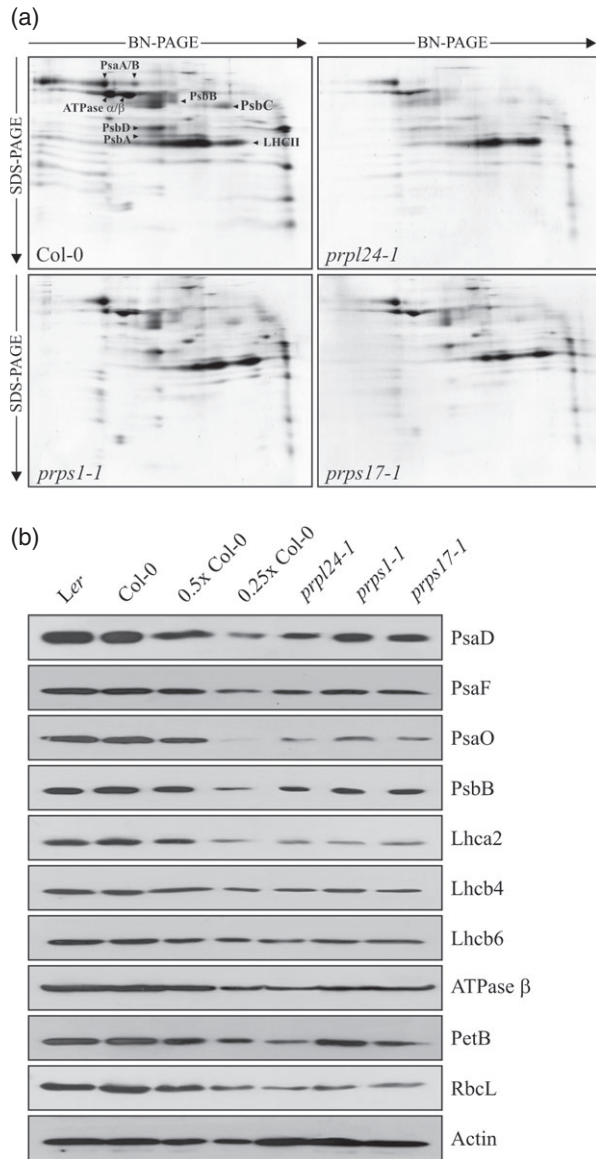 (a)
BN-PAGE BN-PAGE
SDS-PAGE
PsaA/B
ATPase α/β
PsbB
PsbC
PsbD
PsbA
LHCII
Col-0 prpl24-1
SDS-PAGE
prps1-1 prps17-1
(b)
Ler Col-0 0.5x Col-0 0.25x Col-0 prpl24-1 prps1-1 prps17-1
PsaD
PsaF
PsaO
PsbB
Lhca2
Lhcb4
Lhcb6
ATPase β
PetB
RbcL
Actin